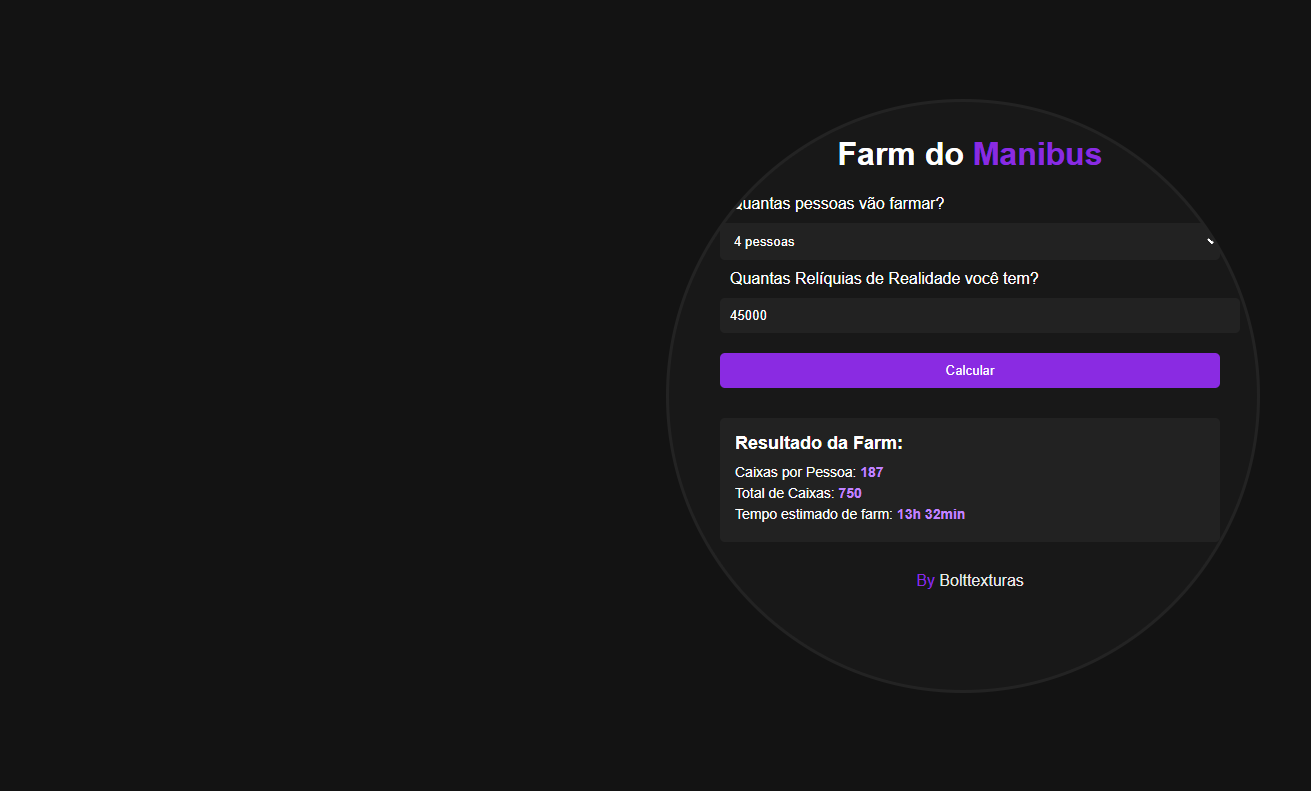 Farm do Manibus
quantas pessoas vão farmar?
4 pessoas
Quantas Relíquias de Realidade você tem?
45000
Calcular
Resultado da Farm:
Caixas por Pessoa: 187
Total de Caixas: 750
Tempo estimado de farm: 13h 32min
By Bolttexturas